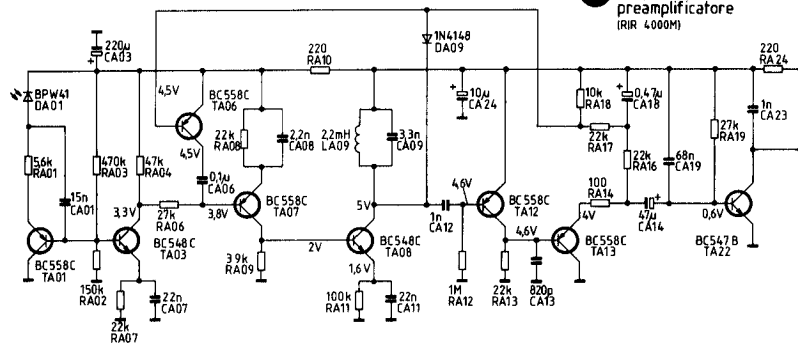 preamplificatore
(RIR 4000M)
220µ
CA03
+
1N4148
DA09
220
RA10
220
RA24
BPW41
DA01
4,5V
BC558C
TA06
4,5V
22k
RA08
2,2n
CA08
2,2mH
LA09
3,3n
CA09
+
10µ
CA24
10k
RA18
+
0,47µ
CA18
22k
RA17
1n
CA23
27k
RA19
5,6k
RA01
470k
RA03
47k
RA04
0,1µ
CA06
15n
CA01
3,3V
27k
RA06
3,8V
BC558C
TA07
5V
1n
CA12
4,6V
BC558C
TA12
22k
RA16
68n
CA19
100
RA14
4V
+
47µ
CA14
0,6V
BC547B
TA22
BC558C
TA01
BC548C
TA03
2V
BC548C
TA08
4,6V
BC558C
TA13
150k
RA02
22k
RA07
22n
CA07
3 9k
RA09
1,6V
100k
RA11
22n
CA11
1M
RA12
22k
RA13
820p
CA13